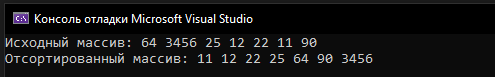 C:\ Консоль отладки Microsoft Visual Studio
Исходный массив: 64 3456 25 12 22 11 90
Отсортированный массив: 11 12 22 25 64 90 3456